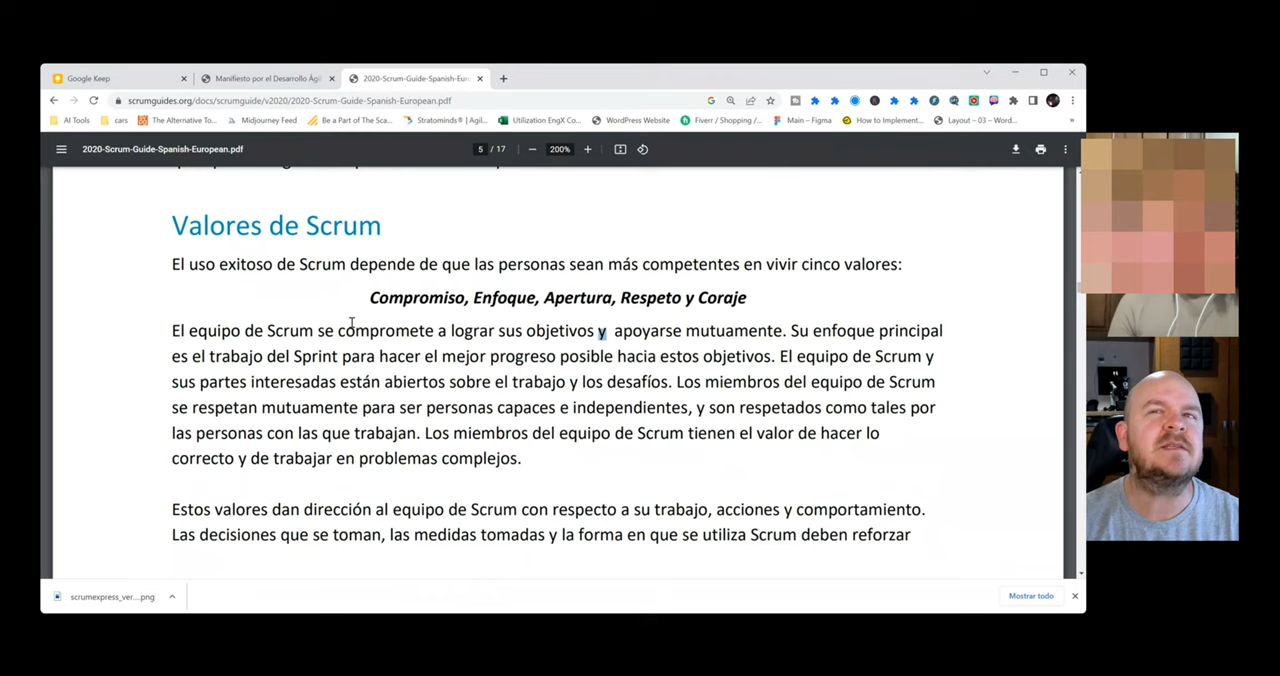 Google Keep
Manifiesto por el Desarrollo Ágil
2020-Scrum-Guide-Spanish-Euro
scrumguides.org/docs/scrumguide/v2020/2020-Scrum-Guide-Spanish-European.pdf
AI Tools
cars
The Alternative To...
Midjourney Feed
Be a Part of The Sca...
Stratominds® | Agil...
Utilization EngX Co...
WordPress Website
Fiverr / Shopping /...
Main – Figma
How to Implement...
Layout – 03 – Word...
»
2020-Scrum-Guide-Spanish-European.pdf
5 / 17
200%
Valores de Scrum
El uso exitoso de Scrum depende de que las personas sean más competentes en vivir cinco valores:
Compromiso, Enfoque, Apertura, Respeto y Coraje
El equipo de Scrum se compromete a lograr sus objetivos y apoyarse mutuamente. Su enfoque principal
es el trabajo del Sprint para hacer el mejor progreso posible hacia estos objetivos. El equipo de Scrum y
sus partes interesadas están abiertos sobre el trabajo y los desafíos. Los miembros del equipo de Scrum
se respetan mutuamente para ser personas capaces e independientes, y son respetados como tales por
las personas con las que trabajan. Los miembros del equipo de Scrum tienen el valor de hacer lo
correcto y de trabajar en problemas complejos.
Estos valores dan dirección al equipo de Scrum con respecto a su trabajo, acciones y comportamiento.
Las decisiones que se toman, las medidas tomadas y la forma en que se utiliza Scrum deben reforzar
scrumexpress_ver....png
Mostrar todo